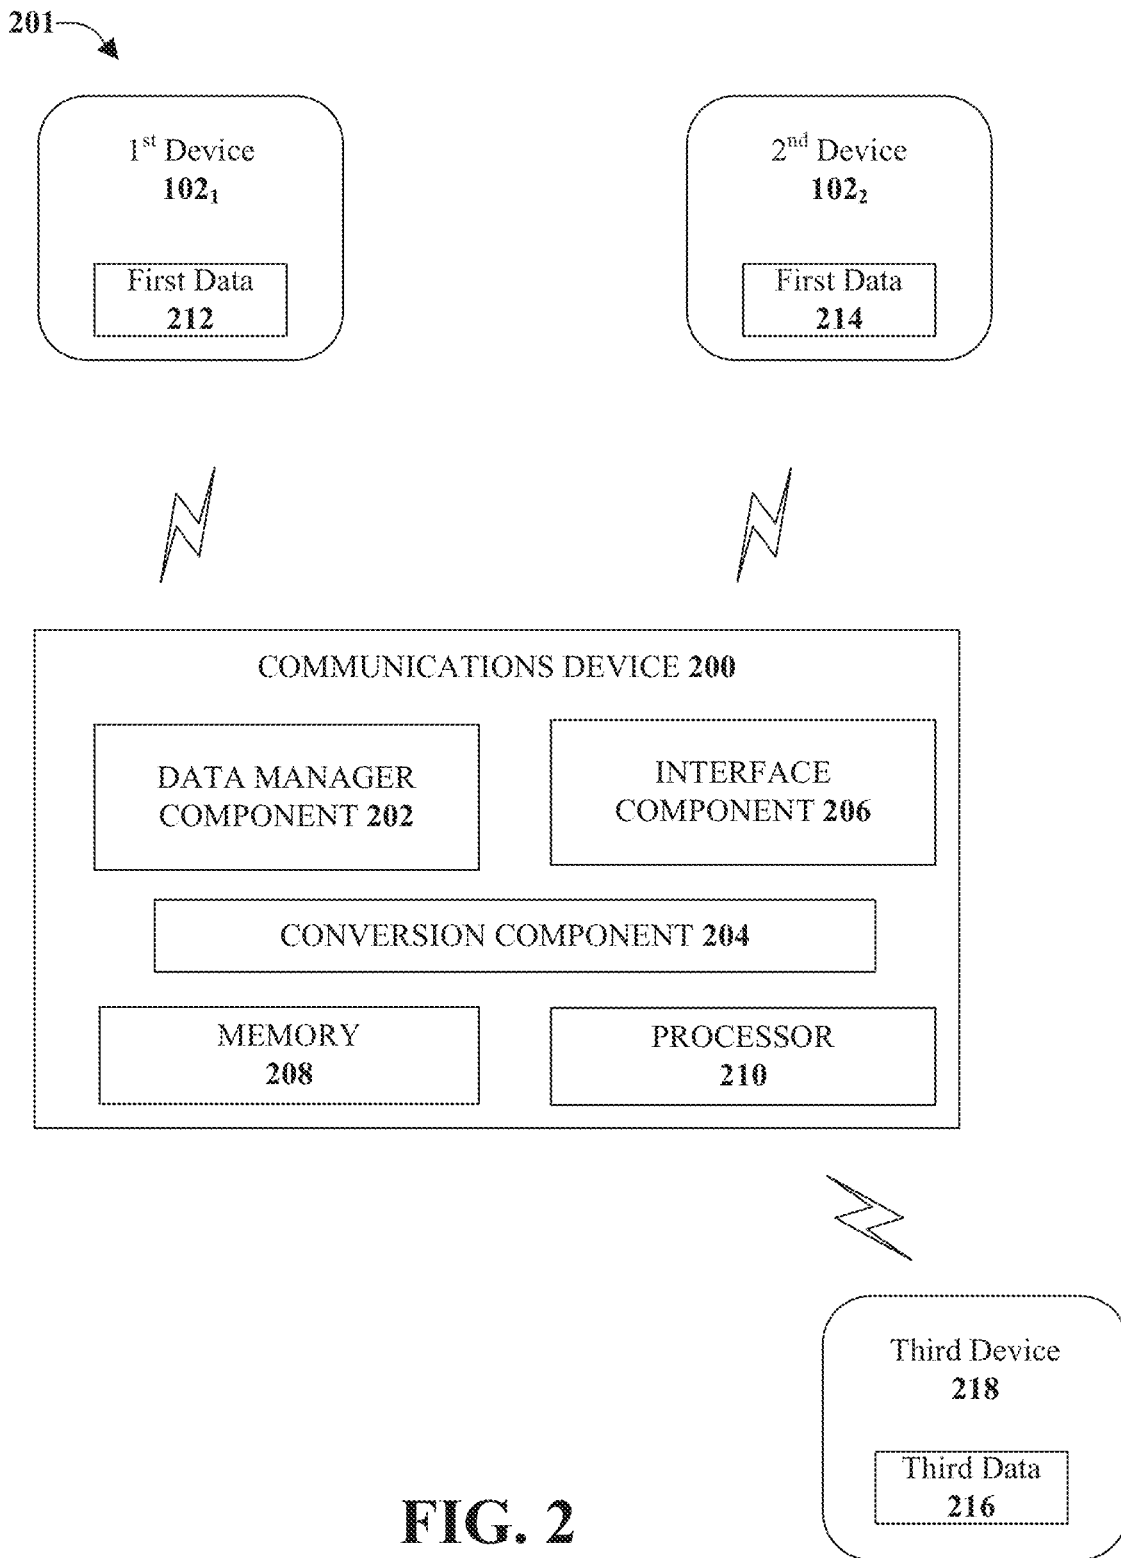 201
1st Device
102₁
First Data
212
2nd Device
102₂
First Data
214
COMMUNICATIONS DEVICE 200
DATA MANAGER
COMPONENT 202
INTERFACE
COMPONENT 206
CONVERSION COMPONENT 204
MEMORY
208
PROCESSOR
210
Third Device
218
Third Data
216
FIG. 2